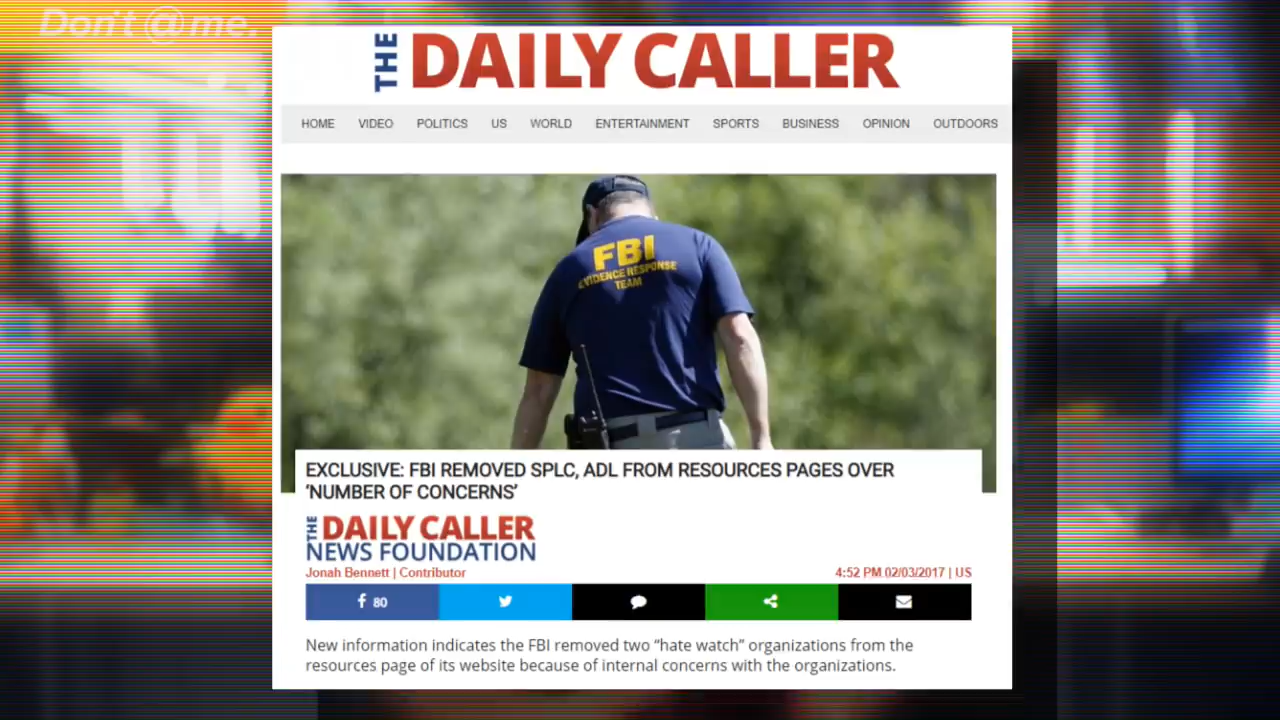 Don't @ me.
THE DAILY CALLER
HOME VIDEO POLITICS US WORLD ENTERTAINMENT SPORTS BUSINESS OPINION OUTDOORS
FBI
EVIDENCE RESPONSE
TEAM
EXCLUSIVE: FBI REMOVED SPLC, ADL FROM RESOURCES PAGES OVER
‘NUMBER OF CONCERNS’
THE DAILY CALLER
NEWS FOUNDATION
Jonah Bennett | Contributor 4:52 PM 02/03/2017 | US
80
New information indicates the FBI removed two “hate watch” organizations from the
resources page of its website because of internal concerns with the organizations.